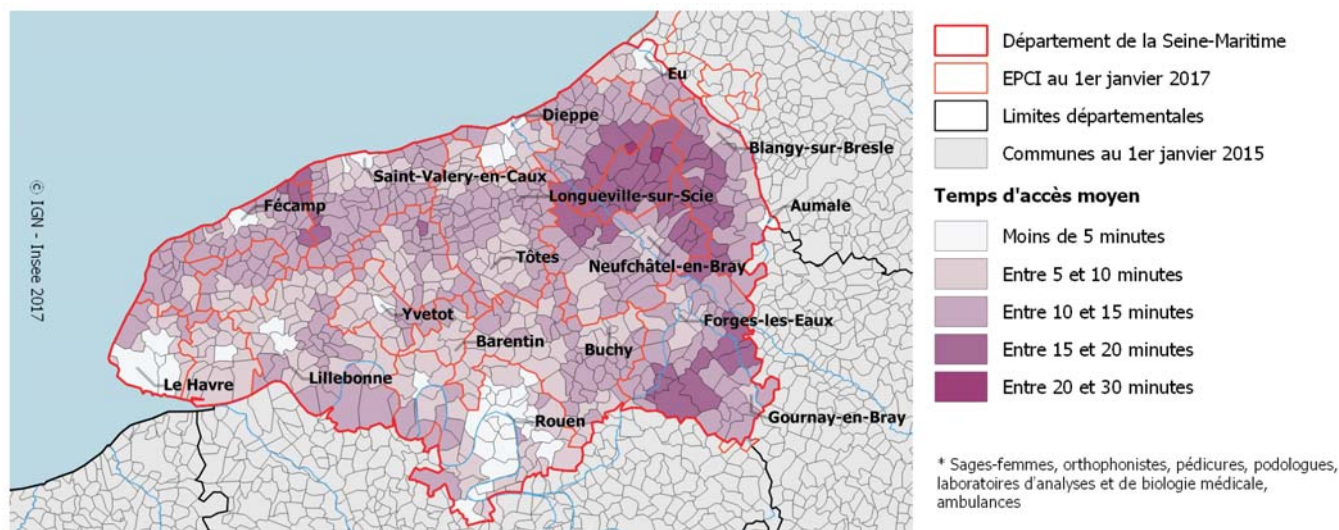 Eu
Dieppe
Blangy-sur-Bresle
Saint-Valery-en-Caux
Longueville-sur-Scie
Aumale
Fécamp
Tôtes
Neufchâtel-en-Bray
Yvetot
Forges-les-Eaux
Barentin
Buchy
Le Havre
Lillebonne
Rouen
Gournay-en-Bray
© IGN - Insee 2017
Département de la Seine-Maritime
EPCI au 1er janvier 2017
Limites départementales
Communes au 1er janvier 2015
Temps d'accès moyen
Moins de 5 minutes
Entre 5 et 10 minutes
Entre 10 et 15 minutes
Entre 15 et 20 minutes
Entre 20 et 30 minutes
* Sages-femmes, orthophonistes, pédicures, podologues,
laboratoires d'analyses et de biologie médicale,
ambulances